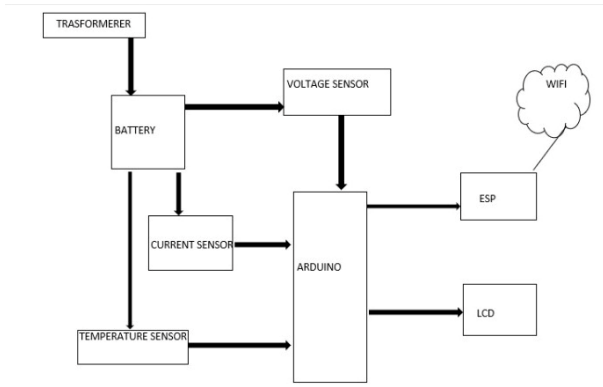 TRASFORMERER
VOLTAGE SENSOR
WIFI
BATTERY
ESP
CURRENT SENSOR
ARDUINO
LCD
TEMPERATURE SENSOR